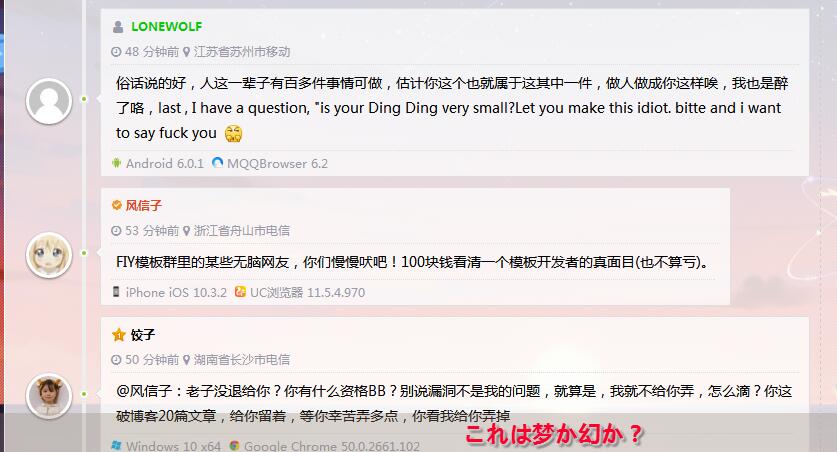 LONEWOLF
48 分钟前 江苏省苏州市移动
俗话说的好，人这一辈子有百多件事情可做，估计你这个也就属于这其中一件，做人做成你这样唉，我也是醉
了咯，last , I have a question, "is your Ding Ding very small?Let you make this idiot. bitte and i want
to say fuck you
Android 6.0.1 MQQBrowser 6.2
风信子
53 分钟前 浙江省舟山市电信
FIY模板群里的某些无脑网友，你们慢慢吠吧！100块钱看清一个模板开发者的真面目(也不算亏)。
iPhone iOS 10.3.2 UC浏览器 11.5.4.970
饺子
50 分钟前 湖南省长沙市电信
@风信子：老子没退给你？你有什么资格BB？别说漏洞不是我的问题，就算是，我就不给你弄，怎么滴？你这
破博客20篇文章，给你留着，等你幸苦弄多点，你看我给你弄掉
Windows 10 x64 Google Chrome 50.0.2661.102
これは梦か幻か？